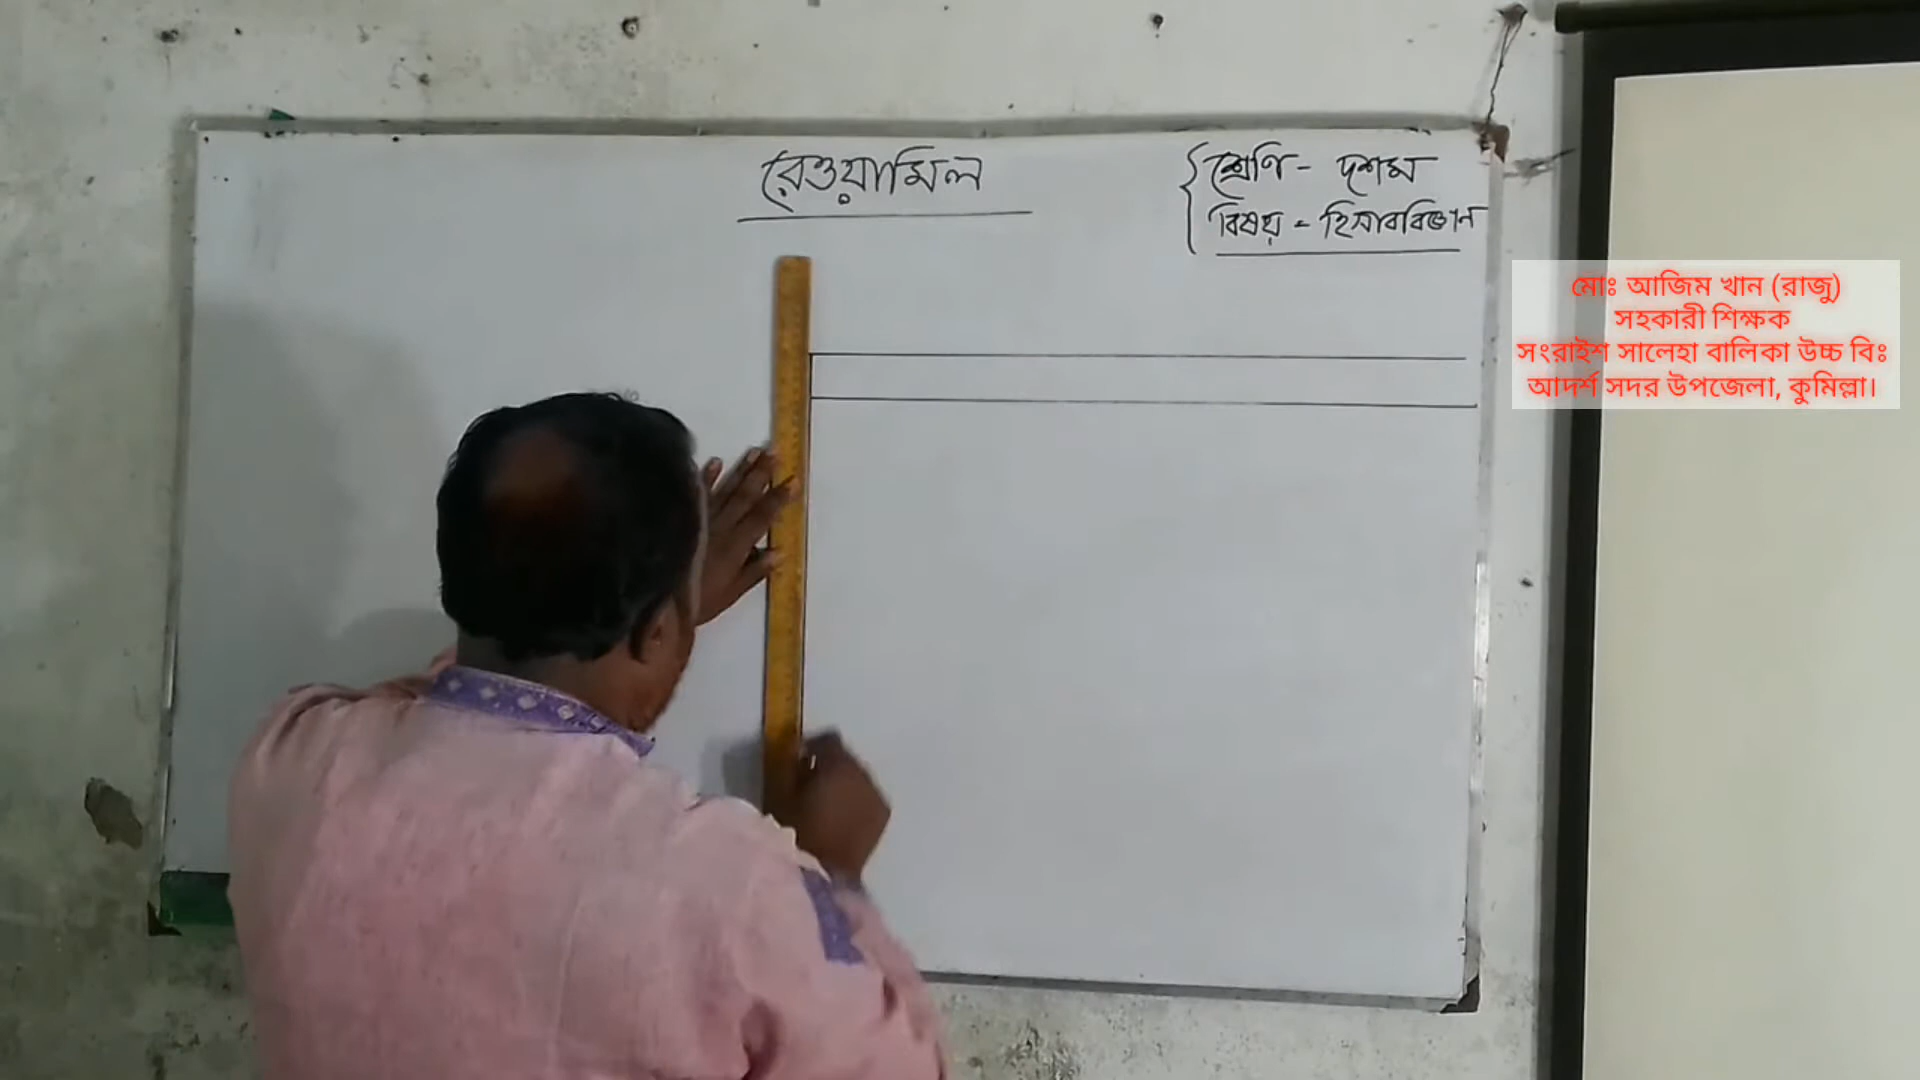 রেওয়ামিল
শ্রেণি - দশম
বিষয় - হিসাববিজ্ঞান
মোঃ আজিম খান (রাজু)
সহকারী শিক্ষক
সংরাইশ সালেহা বালিকা উচ্চ বিঃ
আদর্শ সদর উপজেলা, কুমিল্লা।